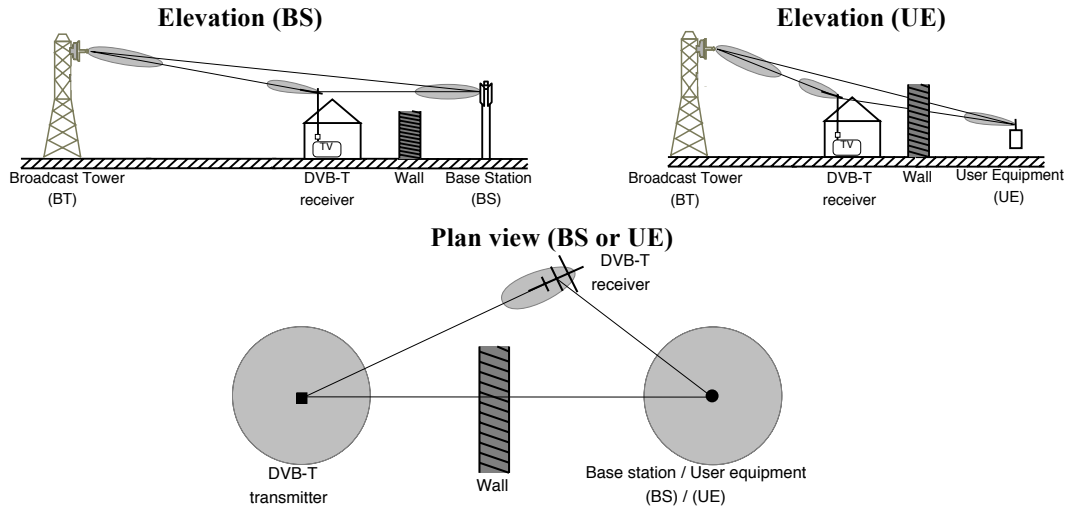 Elevation (BS)
Elevation (UE)
TV
TV
Broadcast Tower
(BT)
DVB-T
receiver
Wall
Base Station
(BS)
Broadcast Tower
(BT)
DVB-T
receiver
Wall
User Equipment
(UE)
Plan view (BS or UE)
DVB-T
receiver
DVB-T
transmitter
Wall
Base station / User equipment
(BS) / (UE)